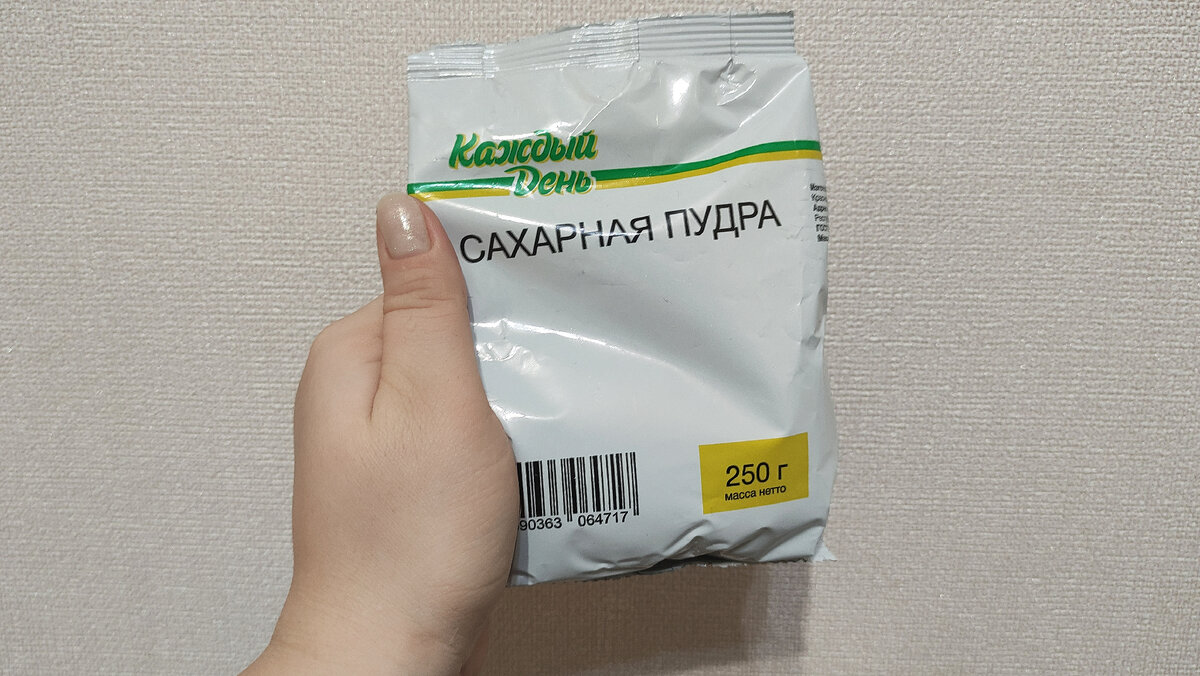 Каждый
День
САХАРНАЯ ПУДРА
250 г
масса нетто
90363 064717